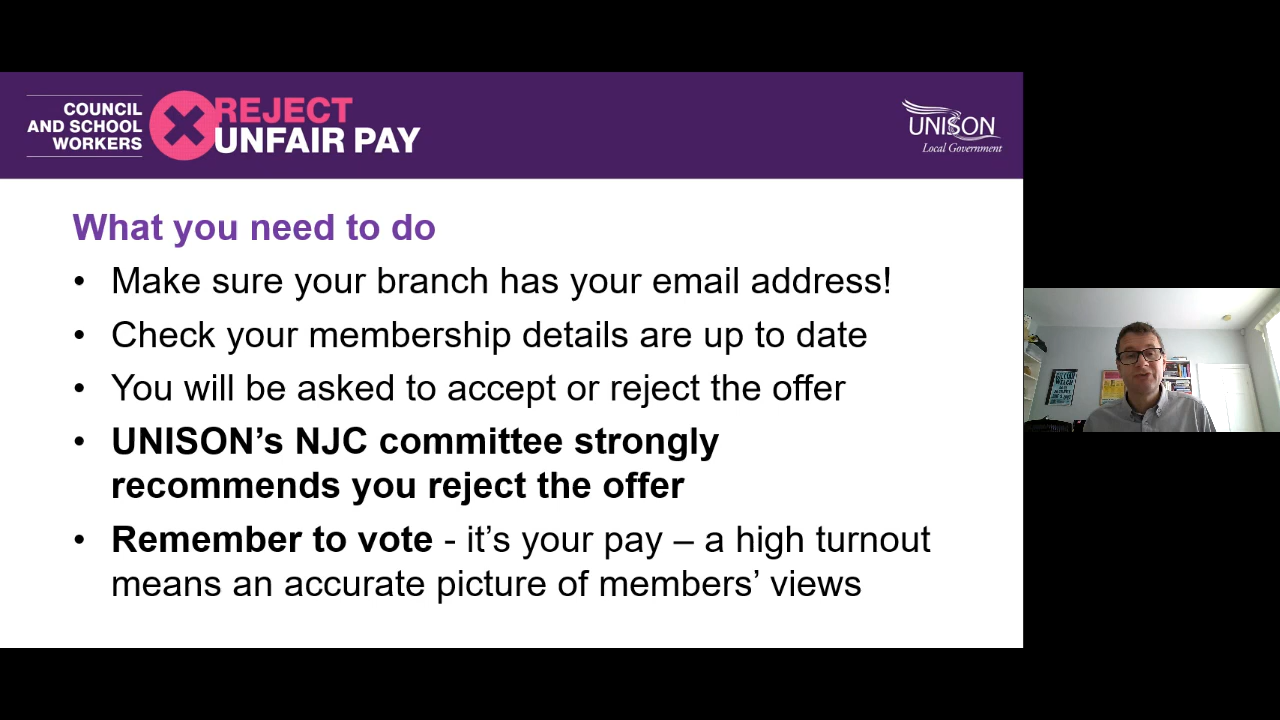 COUNCIL
AND SCHOOL
WORKERS
REJECT
UNFAIR PAY
UNISON
Local Government
What you need to do
• Make sure your branch has your email address!
• Check your membership details are up to date
• You will be asked to accept or reject the offer
• UNISON’s NJC committee strongly
recommends you reject the offer
• Remember to vote - it’s your pay – a high turnout
means an accurate picture of members’ views